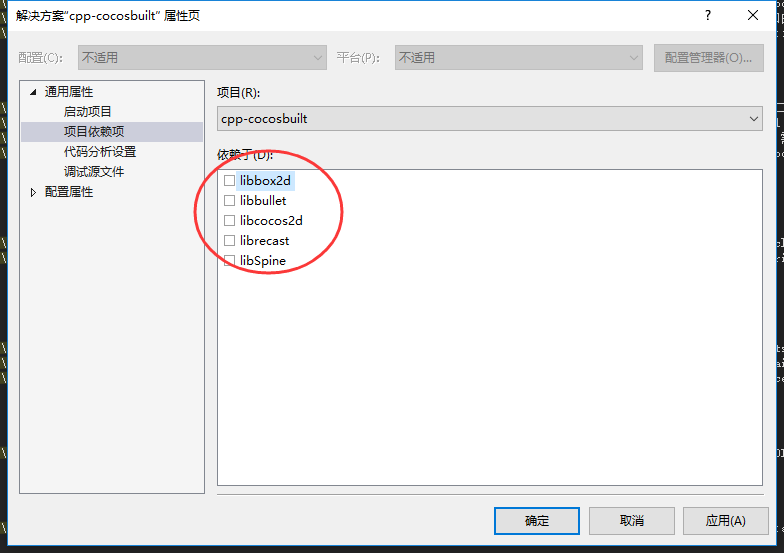 解决方案“cpp-cocosbuilt” 属性页
配置(C): 不适用 平台(P): 不适用 配置管理器(O)...
通用属性
启动项目
项目依赖项
代码分析设置
调试源文件
配置属性
项目(R):
cpp-cocosbuilt
依赖于(D):
libbox2d
libbullet
libcocos2d
librecast
libSpine
确定 取消 应用(A)